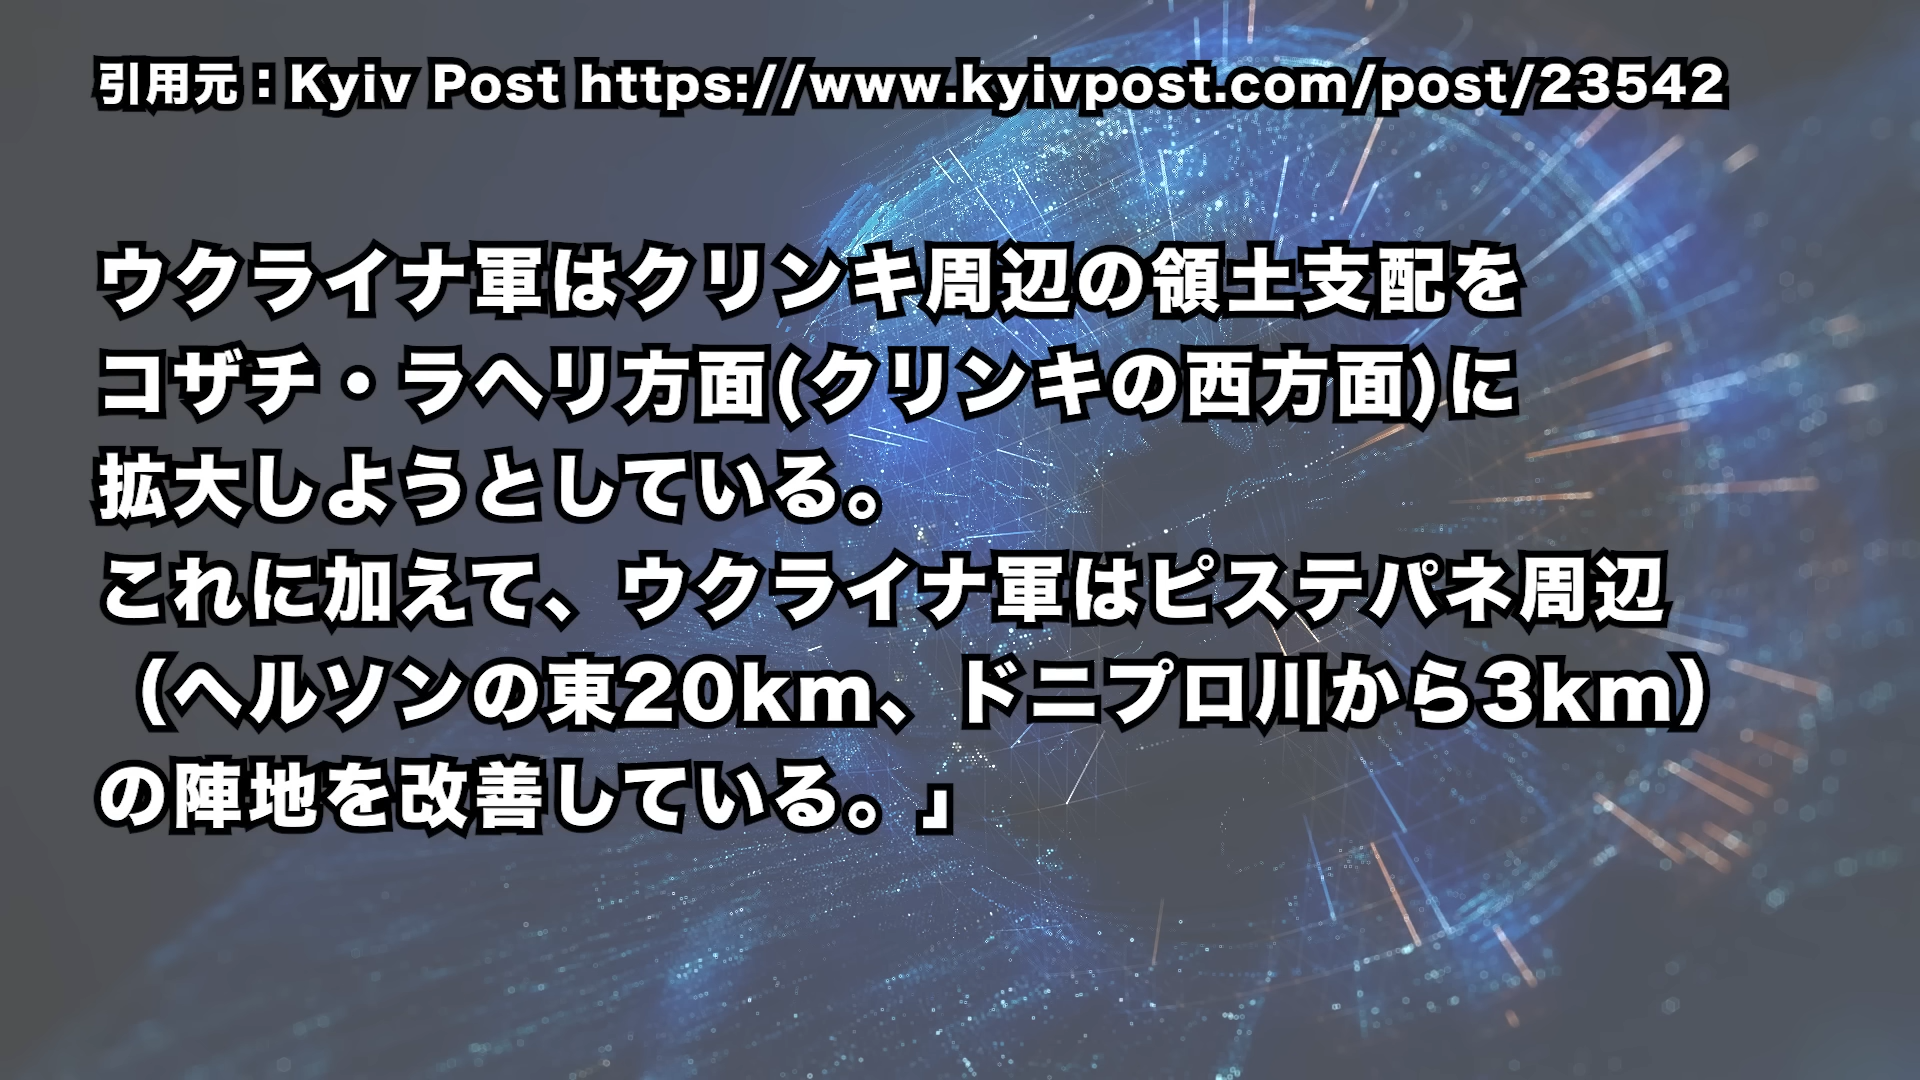 引用元：Kyiv Post https://www.kyivpost.com/post/23542
ウクライナ軍はクリンキ周辺の領土支配を
コザチ・ラヘリ方面(クリンキの西方面)に
拡大しようとしている。
これに加えて、ウクライナ軍はピステパネ周辺
（ヘルソンの東20km、ドニプロ川から3km）
の陣地を改善している。」